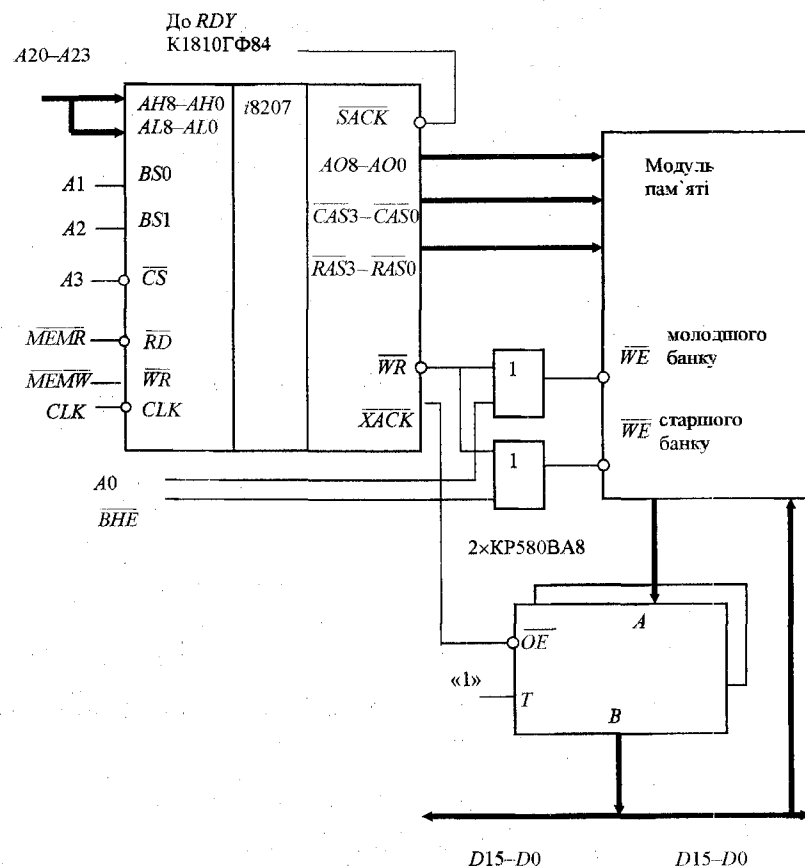 До RDY
К1810ГФ84
A20–A23
AH8–AH0
AL8–AL0
i8207
SACK
A1
BS0
AO8–AO0
A2
BS1
CAS3–CAS0
A3
CS
RAS3–RAS0
MEMR
RD
MEMW
WR
WR
CLK
CLK
XACK
Модуль
пам`яті
1
WE молодшого
банку
1
WE старшого
банку
A0
BHE
2×КР580ВА8
A
OE
«1»
T
B
D15–D0
D15–D0